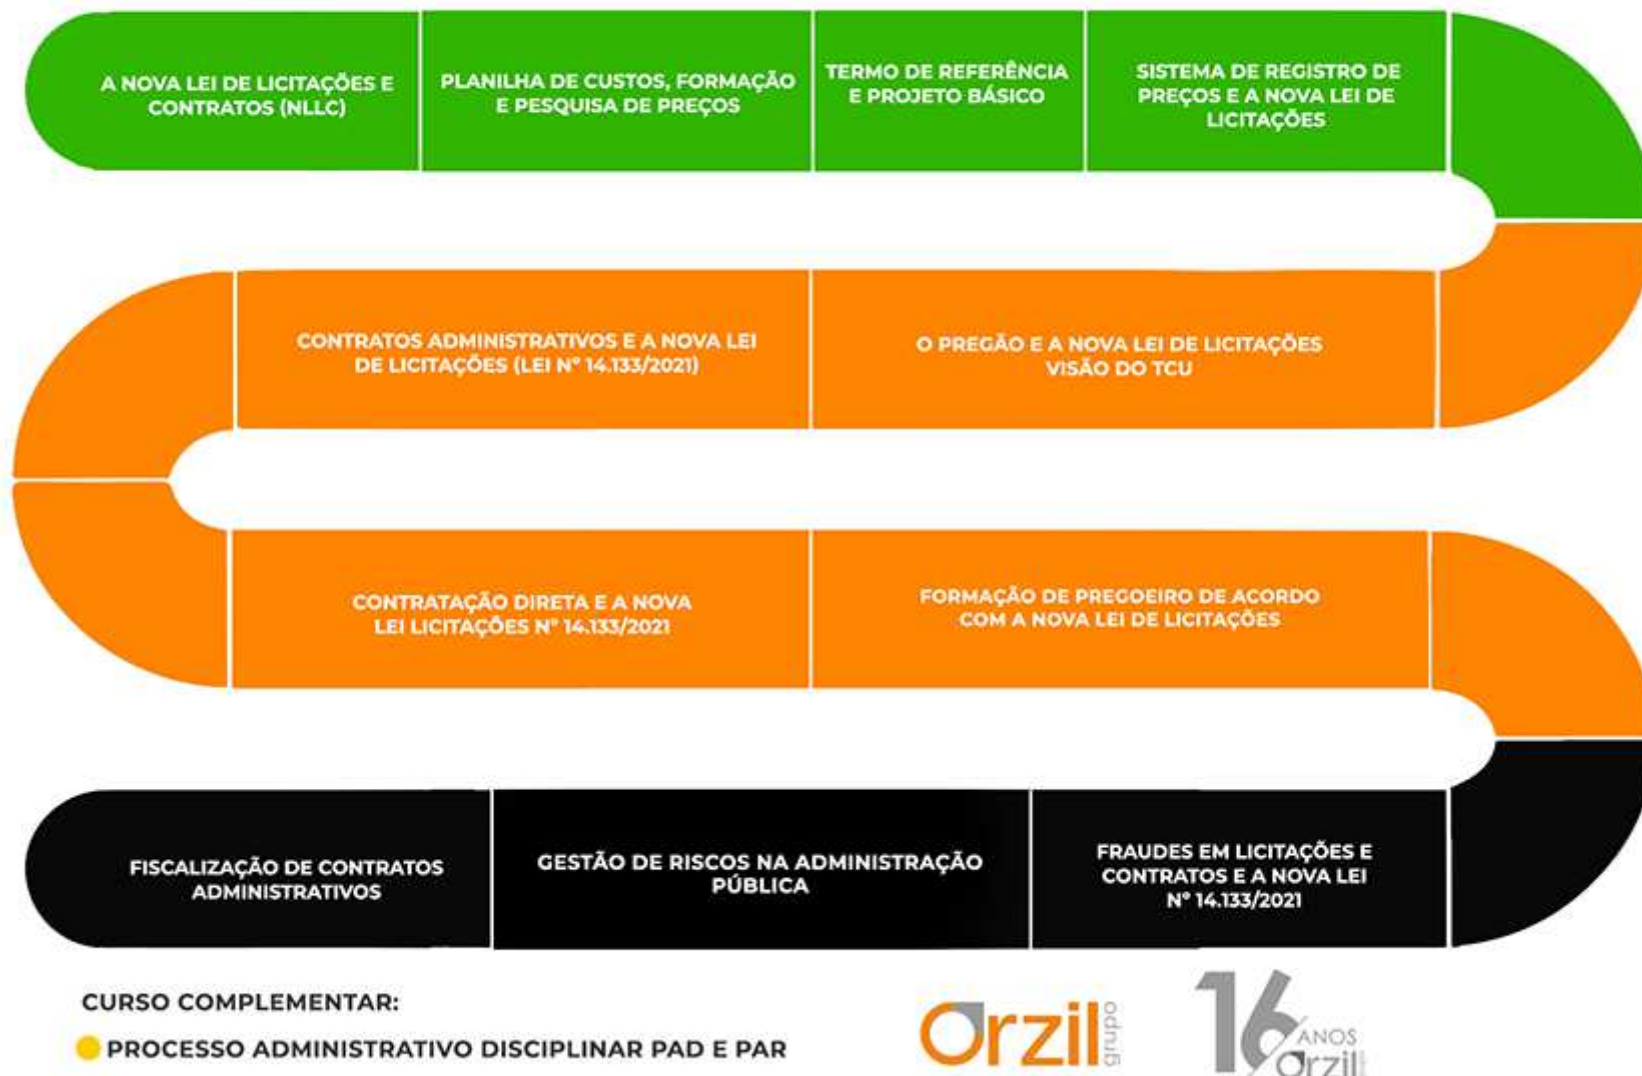 A NOVA LEI DE LICITAÇÕES E
CONTRATOS (NLLC)
PLANILHA DE CUSTOS, FORMAÇÃO
E PESQUISA DE PREÇOS
TERMO DE REFERÊNCIA
E PROJETO BÁSICO
SISTEMA DE REGISTRO DE
PREÇOS E A NOVA LEI DE
LICITAÇÕES
CONTRATOS ADMINISTRATIVOS E A NOVA LEI
DE LICITAÇÕES (LEI Nº 14.133/2021)
O PREGÃO E A NOVA LEI DE LICITAÇÕES
VISÃO DO TCU
CONTRATAÇÃO DIRETA E A NOVA
LEI LICITAÇÕES Nº 14.133/2021
FORMAÇÃO DE PREGOEIRO DE ACORDO
COM A NOVA LEI DE LICITAÇÕES
FISCALIZAÇÃO DE CONTRATOS
ADMINISTRATIVOS
GESTÃO DE RISCOS NA ADMINISTRAÇÃO
PÚBLICA
FRAUDES EM LICITAÇÕES E
CONTRATOS E A NOVA LEI
Nº 14.133/2021
CURSO COMPLEMENTAR:
PROCESSO ADMINISTRATIVO DISCIPLINAR PAD E PAR
Orzil grupo
16 ANOS
Orzil